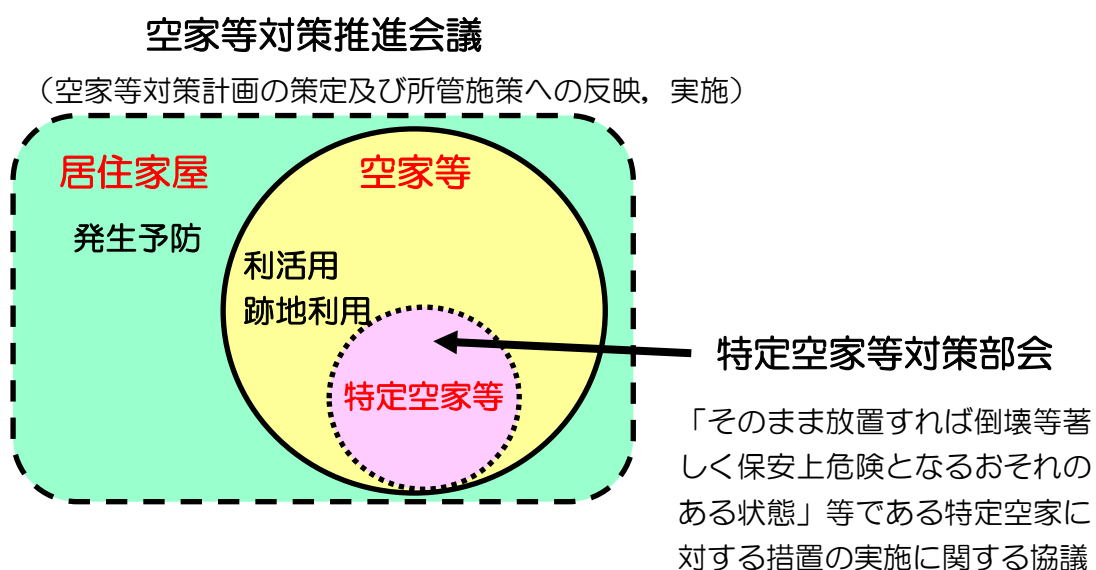 空家等対策推進会議
（空家等対策計画の策定及び所管施策への反映，実施）
居住家屋
空家等
発生予防
利活用
跡地利用
特定空家等
特定空家等対策部会
「そのまま放置すれば倒壊等著
しく保安上危険となるおそれの
ある状態」等である特定空家に
対する措置の実施に関する協議